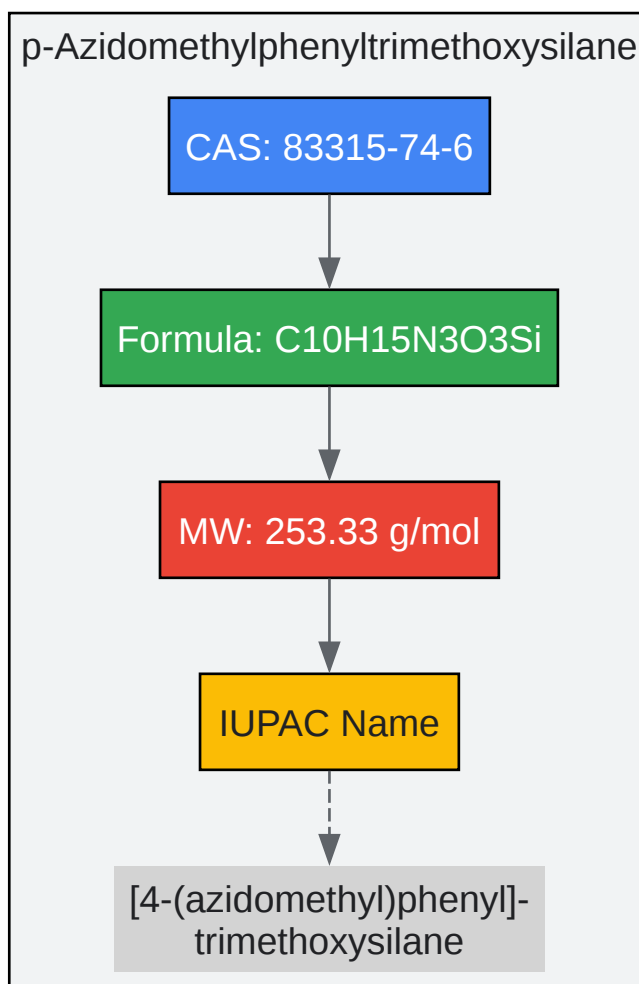 p-Azidomethylphenyltrimethoxysilane
CAS: 83315-74-6
Formula: C10H15N3O3Si
MW: 253.33 g/mol
IUPAC Name
[4-(azidomethyl)phenyl]-
trimethoxysilane